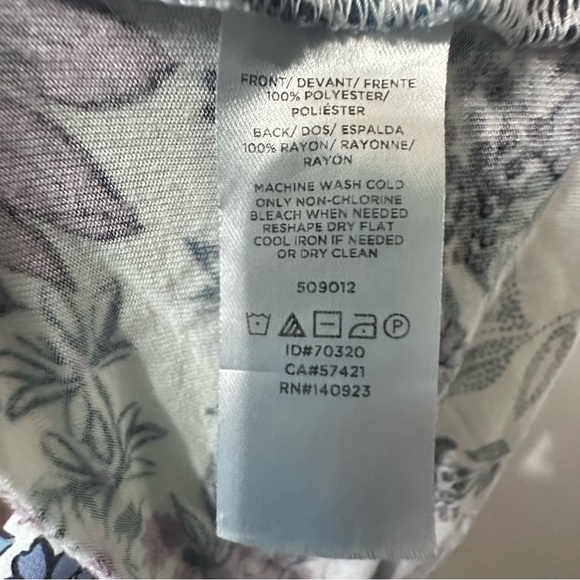 FRONT/ DEVANT/ FRENTE
100% POLYESTER/
POLIÉSTER
BACK/ DOS/ ESPALDA
100% RAYON/ RAYONNE/
RAYON
MACHINE WASH COLD
ONLY NON-CHLORINE
BLEACH WHEN NEEDED
RESHAPE DRY FLAT
COOL IRON IF NEEDED
OR DRY CLEAN
509012
P
ID#70320
CA#57421
RN#140923